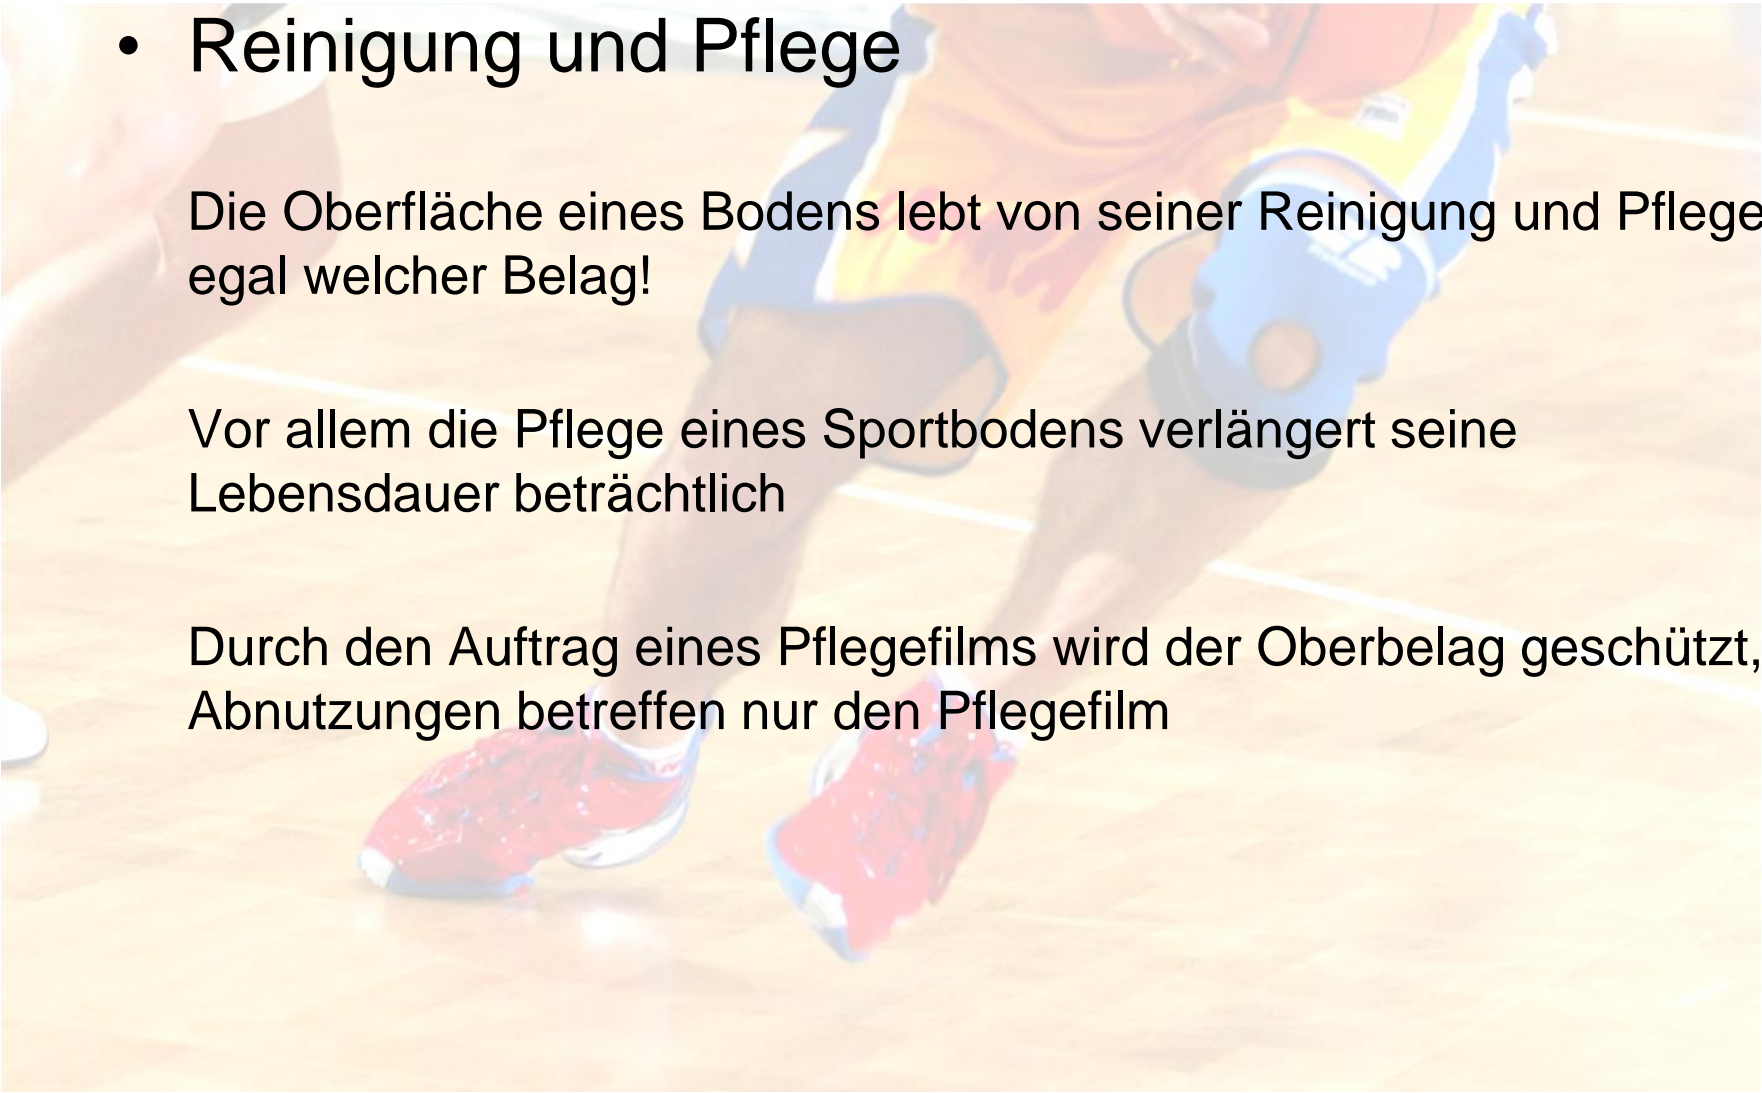 • Reinigung und Pflege
Die Oberfläche eines Bodens lebt von seiner Reinigung und Pflege
egal welcher Belag!
Vor allem die Pflege eines Sportbodens verlängert seine
Lebensdauer beträchtlich
Durch den Auftrag eines Pflegefilms wird der Oberbelag geschützt,
Abnutzungen betreffen nur den Pflegefilm